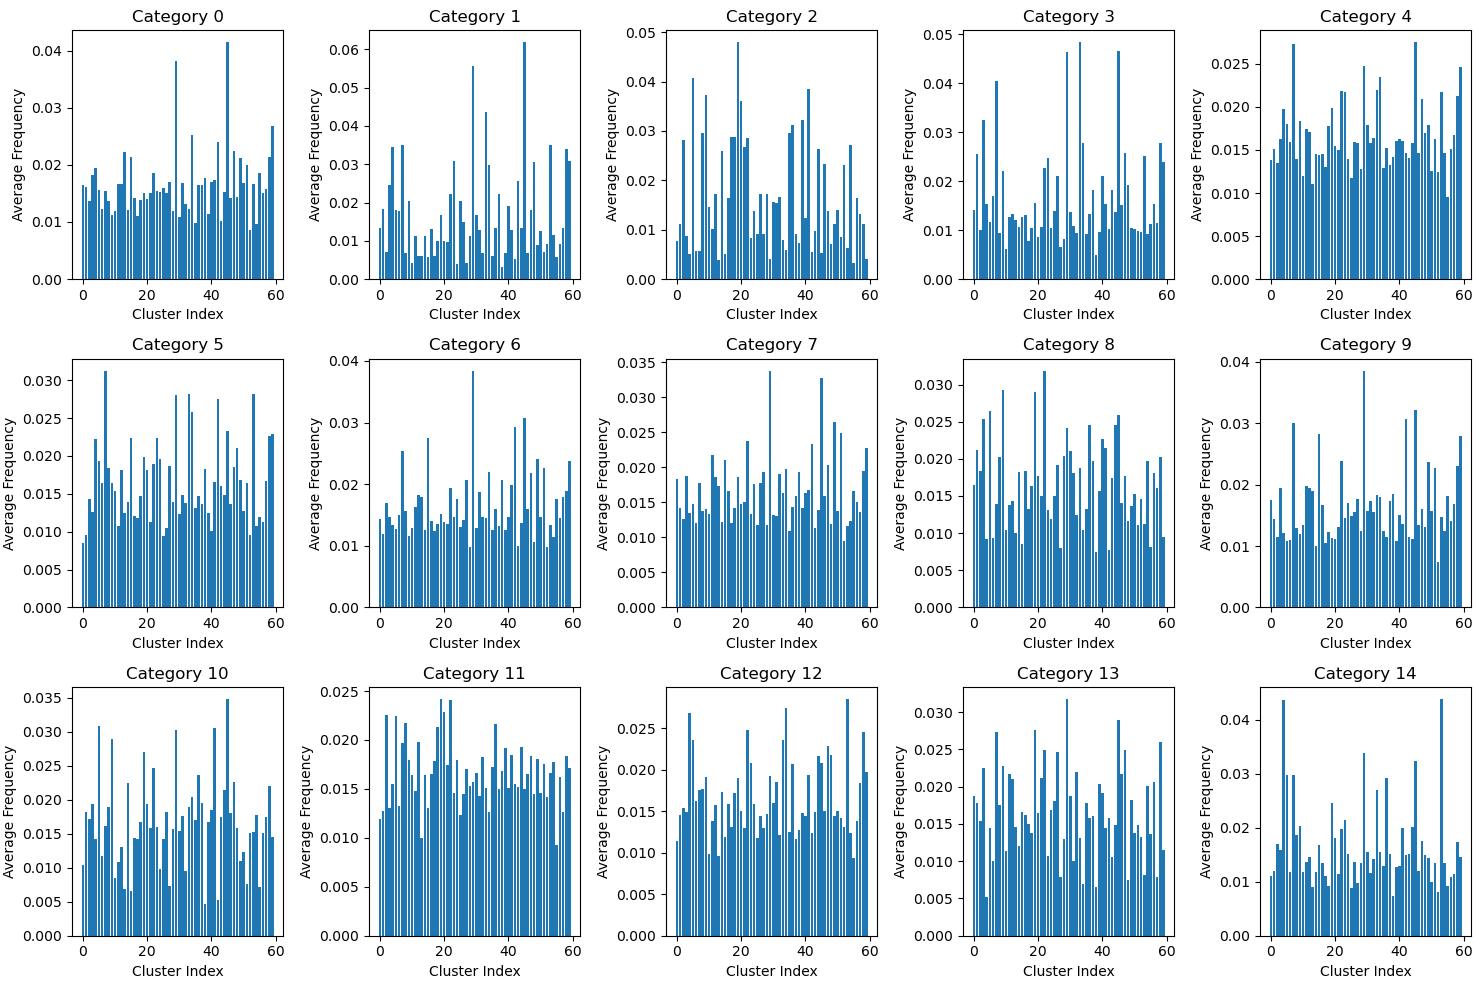 Category 0
Average Frequency
0.04
0.03
0.02
0.01
0.00
0 20 40 60
Cluster Index
Category 1
Average Frequency
0.06
0.05
0.04
0.03
0.02
0.01
0.00
0 20 40 60
Cluster Index
Category 2
Average Frequency
0.05
0.04
0.03
0.02
0.01
0.00
0 20 40 60
Cluster Index
Category 3
Average Frequency
0.05
0.04
0.03
0.02
0.01
0.00
0 20 40 60
Cluster Index
Category 4
Average Frequency
0.025
0.020
0.015
0.010
0.005
0.000
0 20 40 60
Cluster Index
Category 5
Average Frequency
0.030
0.025
0.020
0.015
0.010
0.005
0.000
0 20 40 60
Cluster Index
Category 6
Average Frequency
0.04
0.03
0.02
0.01
0.00
0 20 40 60
Cluster Index
Category 7
Average Frequency
0.035
0.030
0.025
0.020
0.015
0.010
0.005
0.000
0 20 40 60
Cluster Index
Category 8
Average Frequency
0.030
0.025
0.020
0.015
0.010
0.005
0.000
0 20 40 60
Cluster Index
Category 9
Average Frequency
0.04
0.03
0.02
0.01
0.00
0 20 40 60
Cluster Index
Category 10
Average Frequency
0.035
0.030
0.025
0.020
0.015
0.010
0.005
0.000
0 20 40 60
Cluster Index
Category 11
Average Frequency
0.025
0.020
0.015
0.010
0.005
0.000
0 20 40 60
Cluster Index
Category 12
Average Frequency
0.025
0.020
0.015
0.010
0.005
0.000
0 20 40 60
Cluster Index
Category 13
Average Frequency
0.030
0.025
0.020
0.015
0.010
0.005
0.000
0 20 40 60
Cluster Index
Category 14
Average Frequency
0.04
0.03
0.02
0.01
0.00
0 20 40 60
Cluster Index